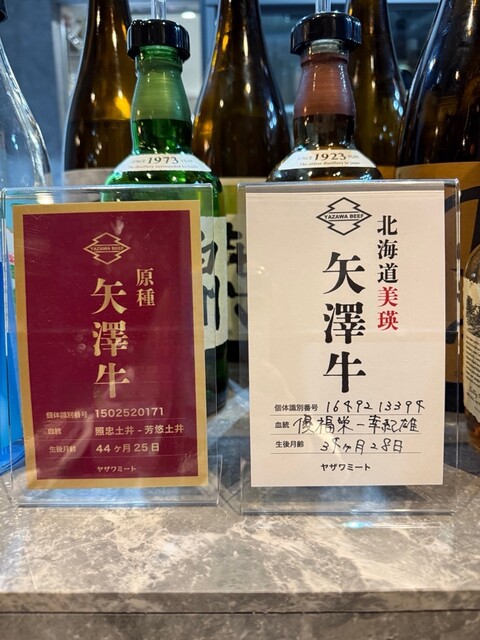 SINCE 1973
SINCE 1923
YAZAWA BEEF
原種
矢澤牛
個体識別番号 1502520171
血統 照忠土井 - 芳悠土井
生後月齢 44ヶ月25日
ヤザワミート
YAZAWA BEEF
北海道美瑛
矢澤牛
個体識別番号 1649213394
血統 優福栄 - 幸紀雄
生後月齢 34ヶ月28日
ヤザワミート